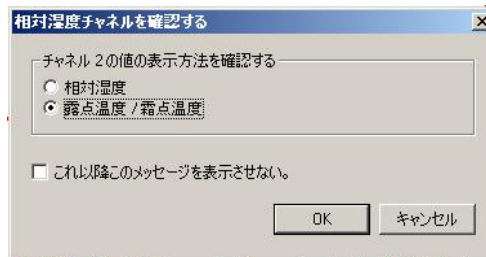 相対湿度チャネルを確認する
チャネル 2の値の表示方法を確認する
相対湿度
露点温度 / 霜点温度
これ以降このメッセージを表示させない。
OK キャンセル